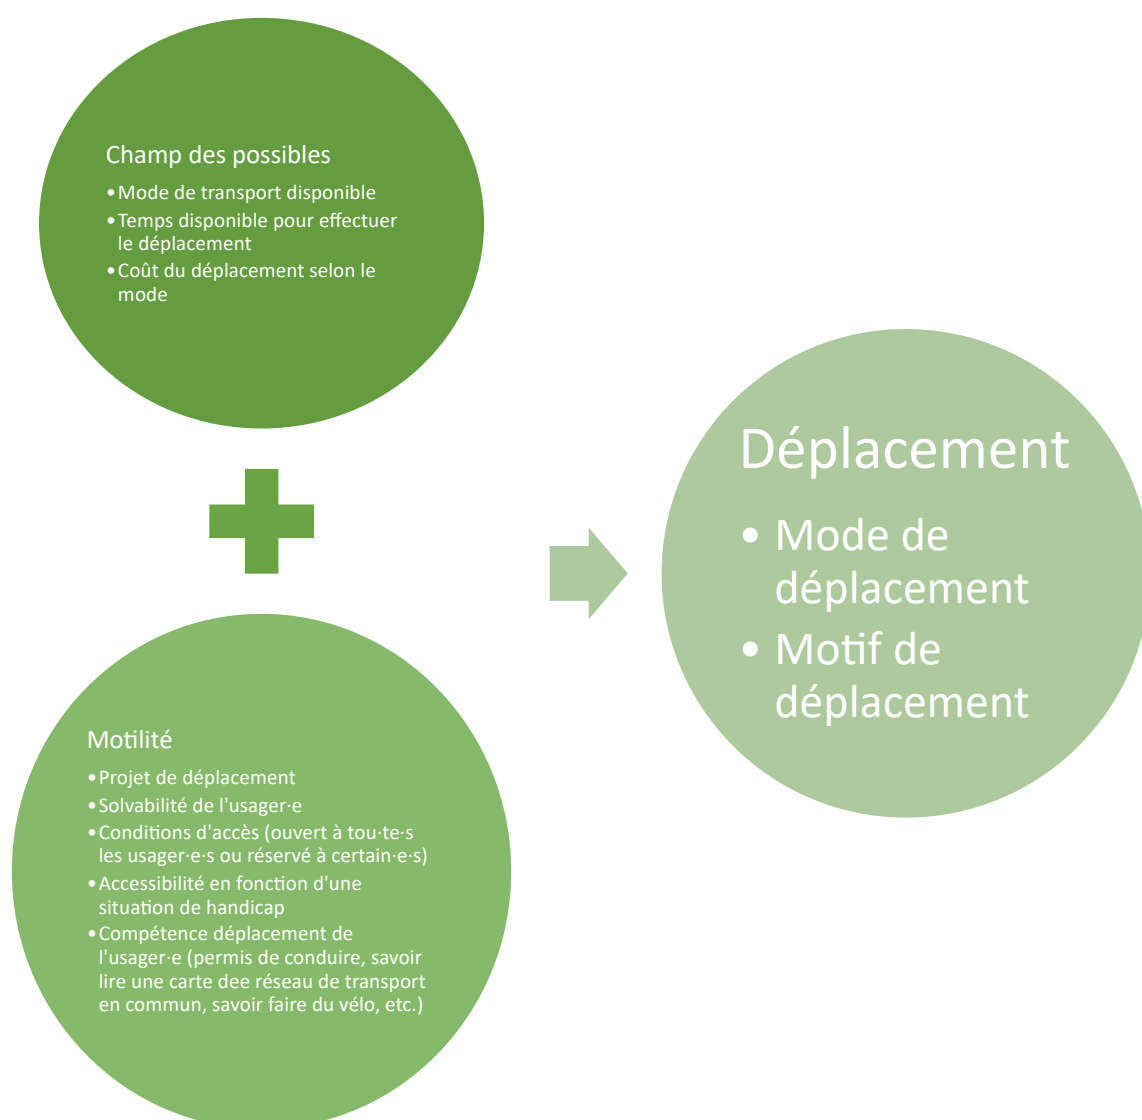 Champ des possibles
•Mode de transport disponible
•Temps disponible pour effectuer
le déplacement
•Coût du déplacement selon le
mode
Motilité
•Projet de déplacement
•Solvabilité de l'usager·e
•Conditions d'accès (ouvert à tou·te·s
les usager·e·s ou réservé à certain·e·s)
•Accessibilité en fonction d'une
situation de handicap
•Compétence déplacement de
l'usager·e (permis de conduire, savoir
lire une carte dee réseau de transport
en commun, savoir faire du vélo, etc.)
Déplacement
• Mode de
déplacement
• Motif de
déplacement